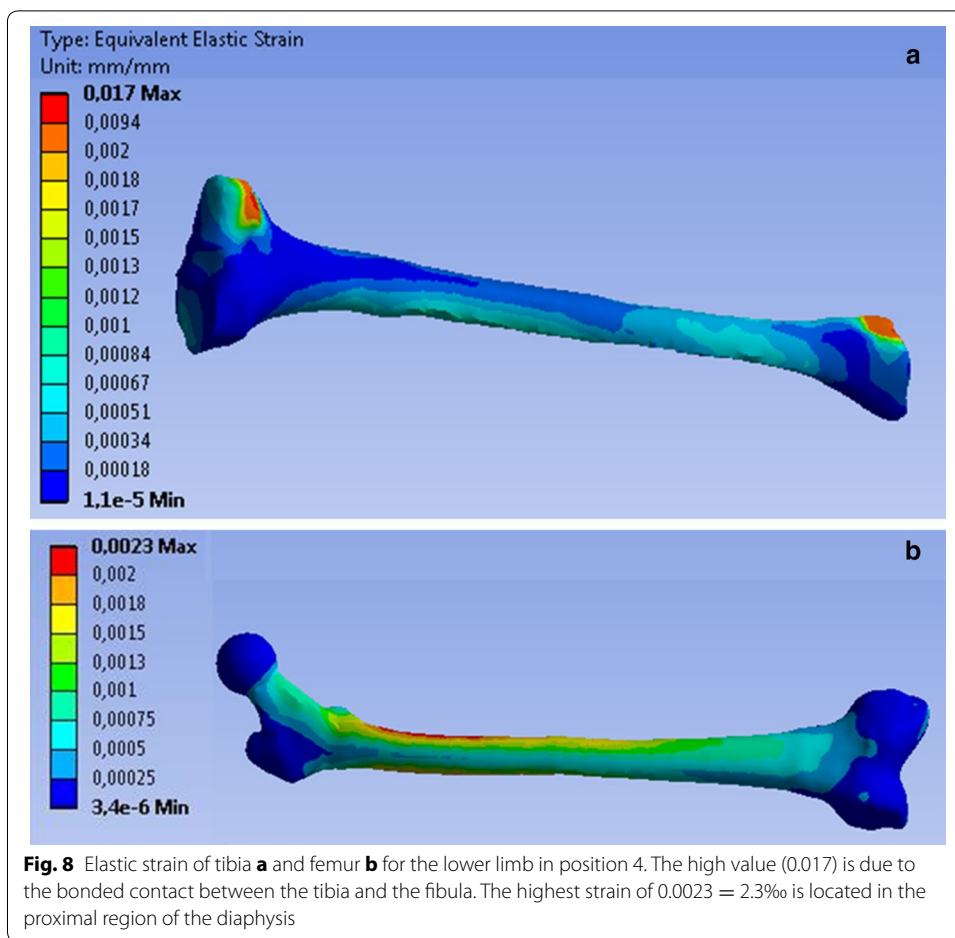 Type: Equivalent Elastic Strain
Unit: mm/mm
a
0,017 Max
0,0094
0,002
0,0018
0,0017
0,0015
0,0013
0,0012
0,001
0,00084
0,00067
0,00051
0,00034
0,00018
1,1e-5 Min
b
0,0023 Max
0,002
0,0018
0,0015
0,0013
0,001
0,00075
0,0005
0,00025
3,4e-6 Min
Fig. 8 Elastic strain of tibia a and femur b for the lower limb in position 4. The high value (0.017) is due to
the bonded contact between the tibia and the fibula. The highest strain of 0.0023 = 2.3‰ is located in the
proximal region of the diaphysis